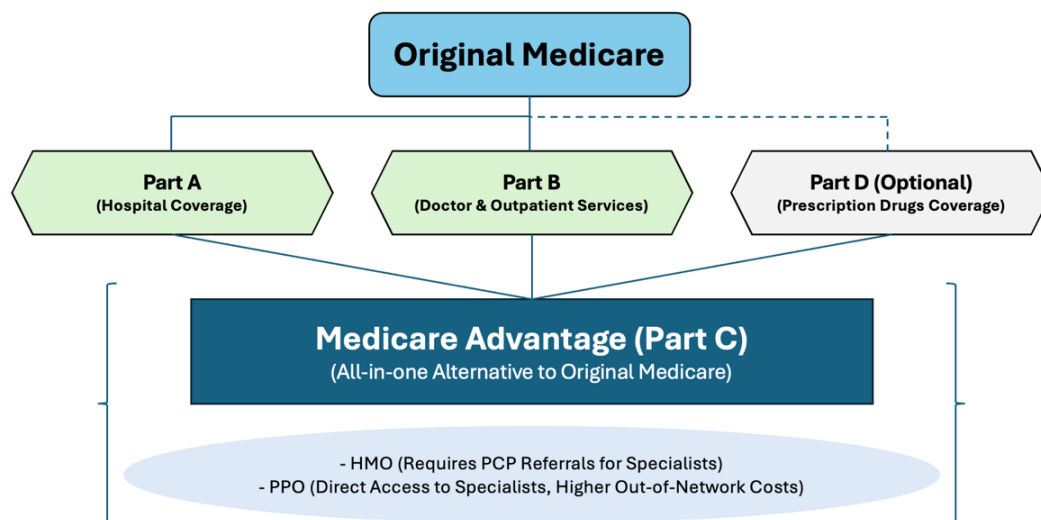 Original Medicare
Part A
(Hospital Coverage)
Part B
(Doctor & Outpatient Services)
Part D (Optional)
(Prescription Drugs Coverage)
Medicare Advantage (Part C)
(All-in-one Alternative to Original Medicare)
- HMO (Requires PCP Referrals for Specialists)
- PPO (Direct Access to Specialists, Higher Out-of-Network Costs)